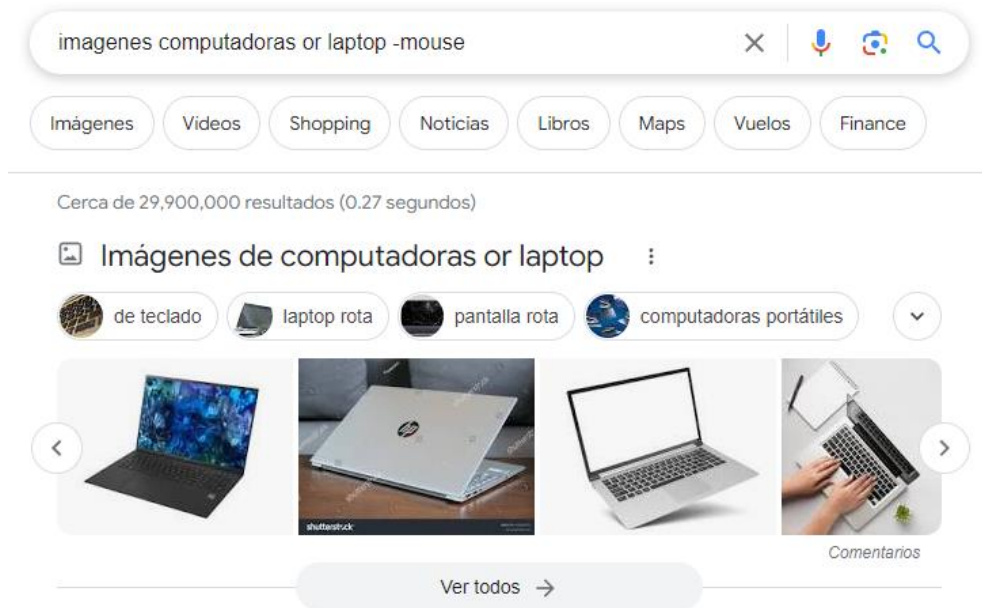 imagenes computadoras or laptop -mouse
Imágenes Videos Shopping Noticias Libros Maps Vuelos Finance
Cerca de 29,900,000 resultados (0.27 segundos)
Imágenes de computadoras or laptop
de teclado laptop rota pantalla rota computadoras portátiles
hp
shutterstock
Comentarios
Ver todos